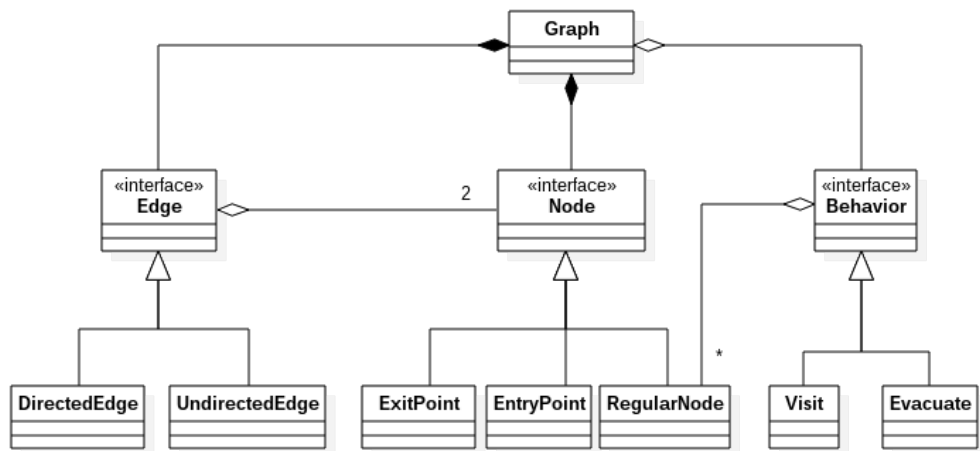 Graph
«interface»
Edge
2
«interface»
Node
«interface»
Behavior
*
DirectedEdge
UndirectedEdge
ExitPoint
EntryPoint
RegularNode
Visit
Evacuate